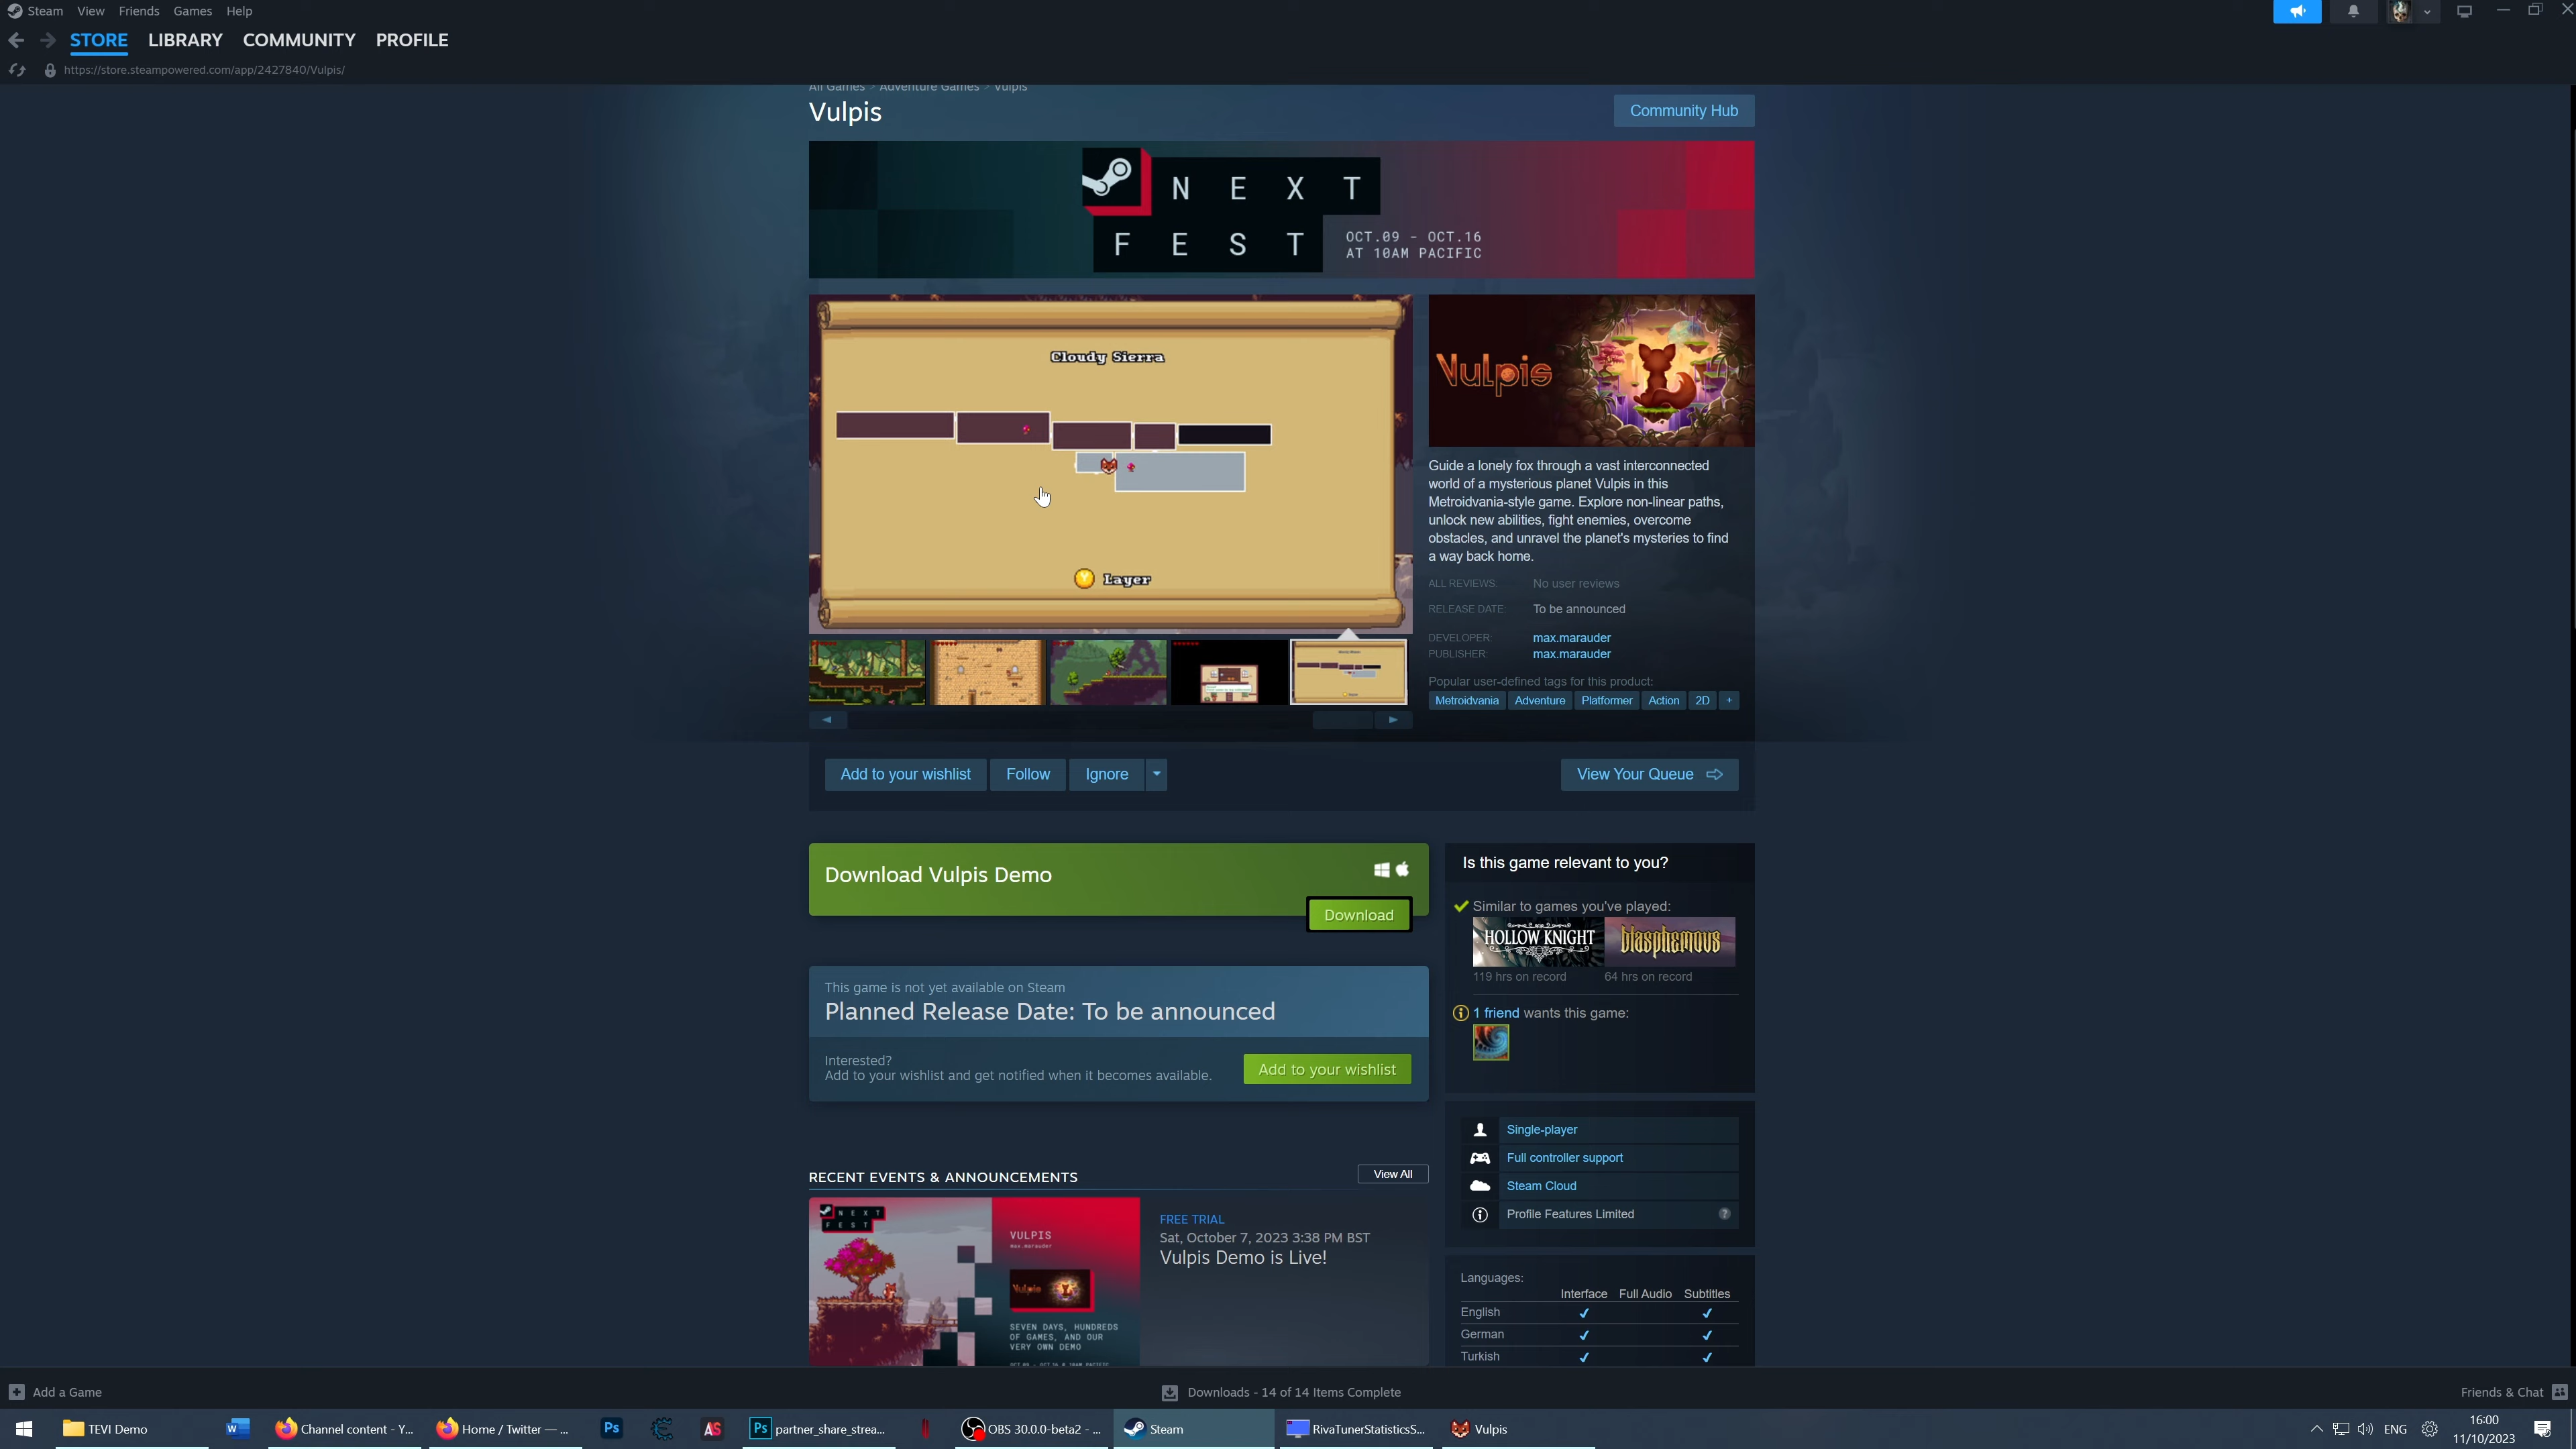 Steam View Friends Games Help
STORE LIBRARY COMMUNITY PROFILE
https://store.steampowered.com/app/2427840/Vulpis/
All Games > Adventure Games > Vulpis
Vulpis
Community Hub
NEXT
FEST
OCT.09 - OCT.16
AT 10AM PACIFIC
Cloudy Sierra
Y Layer
Vulpis
Guide a lonely fox through a vast interconnected
world of a mysterious planet Vulpis in this
Metroidvania-style game. Explore non-linear paths,
unlock new abilities, fight enemies, overcome
obstacles, and unravel the planet's mysteries to find
a way back home.
ALL REVIEWS: No user reviews
RELEASE DATE: To be announced
DEVELOPER: max.marauder
PUBLISHER: max.marauder
Popular user-defined tags for this product:
Metroidvania Adventure Platformer Action 2D +
Add to your wishlist Follow Ignore
View Your Queue
Download Vulpis Demo
Download
This game is not yet available on Steam
Planned Release Date: To be announced
Interested?
Add to your wishlist and get notified when it becomes available.
Add to your wishlist
Is this game relevant to you?
Similar to games you've played:
HOLLOW KNIGHT blasphemous
119 hrs on record 64 hrs on record
1 friend wants this game:
Single-player
Full controller support
Steam Cloud
Profile Features Limited ?
RECENT EVENTS & ANNOUNCEMENTS
View All
NEXT
FEST
VULPIS
max.marauder
Vulpis
SEVEN DAYS, HUNDREDS
OF GAMES, AND OUR
VERY OWN DEMO
FREE TRIAL
Sat, October 7, 2023 3:38 PM BST
Vulpis Demo is Live!
Languages:
Interface Full Audio Subtitles
English ✔ ✔
German ✔ ✔
Turkish ✔ ✔
Add a Game
Downloads - 14 of 14 Items Complete
Friends & Chat
TEVI Demo
Channel content - Y...
Home / Twitter — ...
Ps
AS
Ps partner_share_strea...
OBS 30.0.0-beta2 - ...
Steam
RivaTunerStatisticsS...
Vulpis
ENG
16:00
11/10/2023